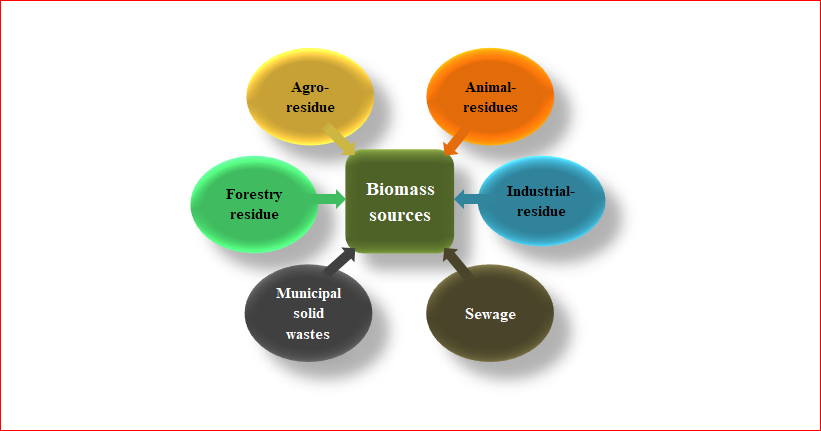 Agro-
residue
Animal-
residues
Forestry
residue
Biomass
sources
Industrial-
residue
Municipal
solid
wastes
Sewage